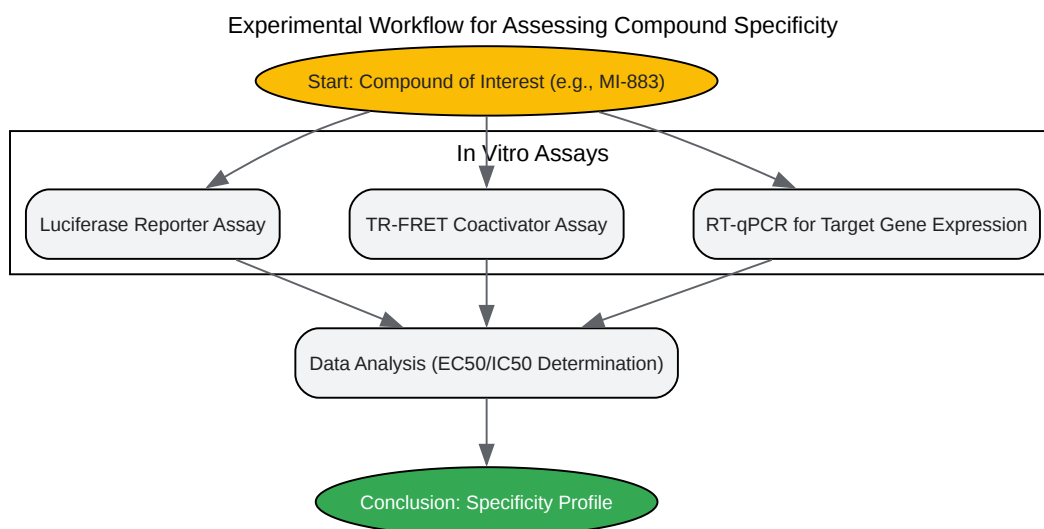 Experimental Workflow for Assessing Compound Specificity
Start: Compound of Interest (e.g., MI-883)
In Vitro Assays
Luciferase Reporter Assay
TR-FRET Coactivator Assay
RT-qPCR for Target Gene Expression
Data Analysis (EC50/IC50 Determination)
Conclusion: Specificity Profile